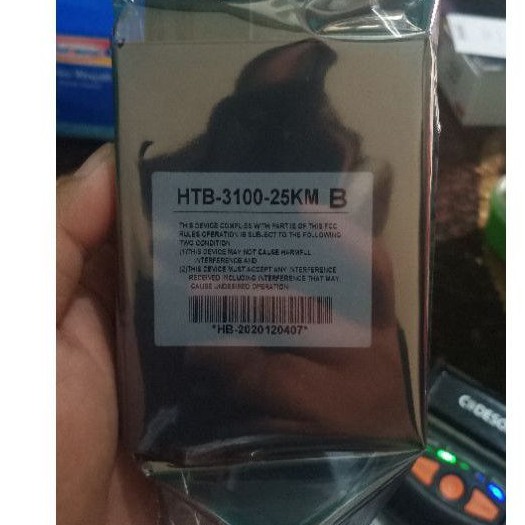 HTB-3100-25KM B
THIS DEVICE COMPLIES WITH PART15 OF THIS FCC
RULES OPERATION IS SUBJECT TO THE FOLLOWING
TWO CONDITION
(1)THIS DEVICE MAY NOT CAUSE HARMFUL
INTERFERENCE AND
(2)THIS DEVICE MUST ACCEPT ANY INTERFERENCE
RECEIVED INCLUDING INTERFERENCE THAT MAY
CAUSE UNDESIRED OPERATION
*HB-2020120407*